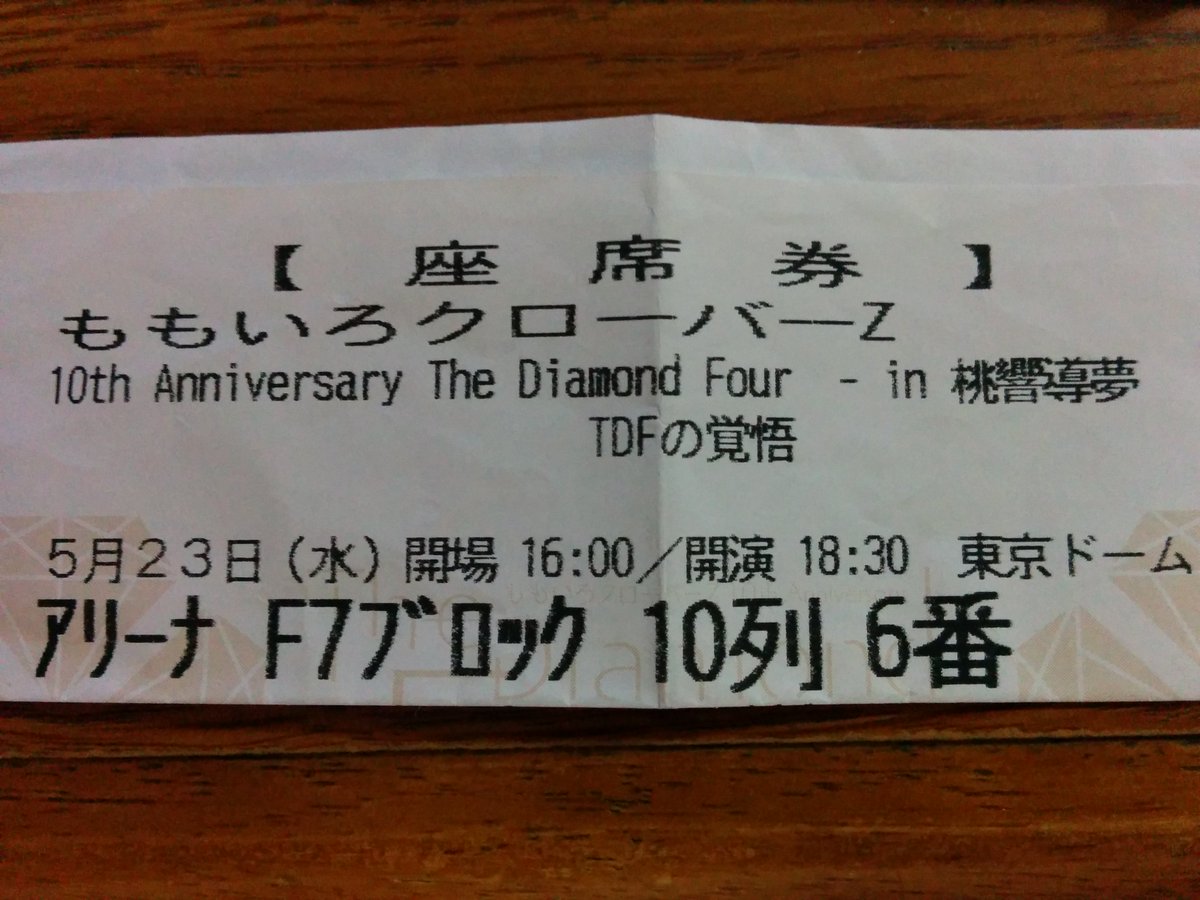 【 座 席 券 】
ももいろクローバーZ
10th Anniversary The Diamond Four - in 桃響導夢
TDFの覚悟
5月23日（水）開場 16:00／開演 18:30 東京ドーム
アリーナ F7ブロック 10列 6番